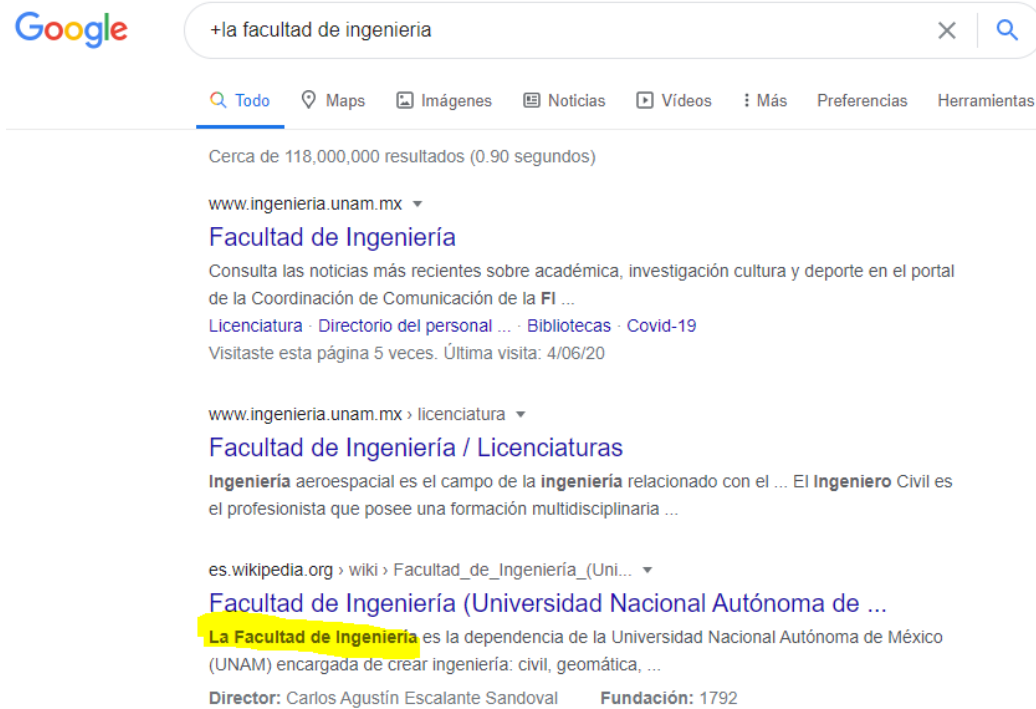 Google
+la facultad de ingenieria
Todo Maps Imágenes Noticias Vídeos Más Preferencias Herramientas
Cerca de 118,000,000 resultados (0.90 segundos)
www.ingenieria.unam.mx
Facultad de Ingeniería
Consulta las noticias más recientes sobre académica, investigación cultura y deporte en el portal
de la Coordinación de Comunicación de la FI ...
Licenciatura · Directorio del personal ... · Bibliotecas · Covid-19
Visitaste esta página 5 veces. Última visita: 4/06/20
www.ingenieria.unam.mx › licenciatura
Facultad de Ingeniería / Licenciaturas
Ingeniería aeroespacial es el campo de la ingeniería relacionado con el ... El Ingeniero Civil es
el profesionista que posee una formación multidisciplinaria ...
es.wikipedia.org › wiki › Facultad_de_Ingeniería_(Uni...
Facultad de Ingeniería (Universidad Nacional Autónoma de ...
La Facultad de Ingeniería es la dependencia de la Universidad Nacional Autónoma de México
(UNAM) encargada de crear ingeniería: civil, geomática, ...
Director: Carlos Agustín Escalante Sandoval Fundación: 1792